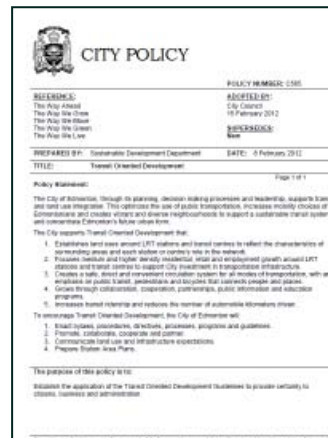 CITY POLICY
POLICY NUMBER: C565
REFERENCE:
The Way Ahead
The Way We Grow
The Way We Move
The Way We Green
The Way We Live
ADOPTED BY:
City Council
15 February 2012
SUPERSEDES:
New
PREPARED BY: Sustainable Development Department
DATE: 8 February 2012
TITLE: Transit Oriented Development
Page 1 of 1
Policy Statement:
The City of Edmonton, through its planning, decision making processes and leadership, supports transit
and land use integration. This optimizes the use of public transportation, increases mobility choices of
Edmontonians and creates vibrant and diverse neighbourhoods to support a sustainable transit system
and concentrate Edmonton's future urban form.
The City supports Transit Oriented Development that:
1. Establishes land uses around LRT stations and transit centres to reflect the characteristics of
surrounding areas and each station or centre's role in the network.
2. Focuses medium and higher density residential, retail and employment growth around LRT
stations and transit centres to support City investment in transportation infrastructure.
3. Creates a safe, direct and convenient circulation system for all modes of transportation, with an
emphasis on public transit, pedestrians and bicycles that connects people and places.
4. Grows through collaboration, cooperation, partnerships, public information and education
programs.
5. Increases transit ridership and reduces the number of automobile kilometres driven.
To encourage Transit Oriented Development, the City of Edmonton will:
1. Enact bylaws, procedures, directives, processes, programs and guidelines.
2. Promote, collaborate, cooperate and partner.
3. Communicate land use and infrastructure expectations.
4. Prepare Station Area Plans.
The purpose of this policy is to:
Establish the application of the Transit Oriented Development Guidelines to provide certainty to
citizens, business and administration